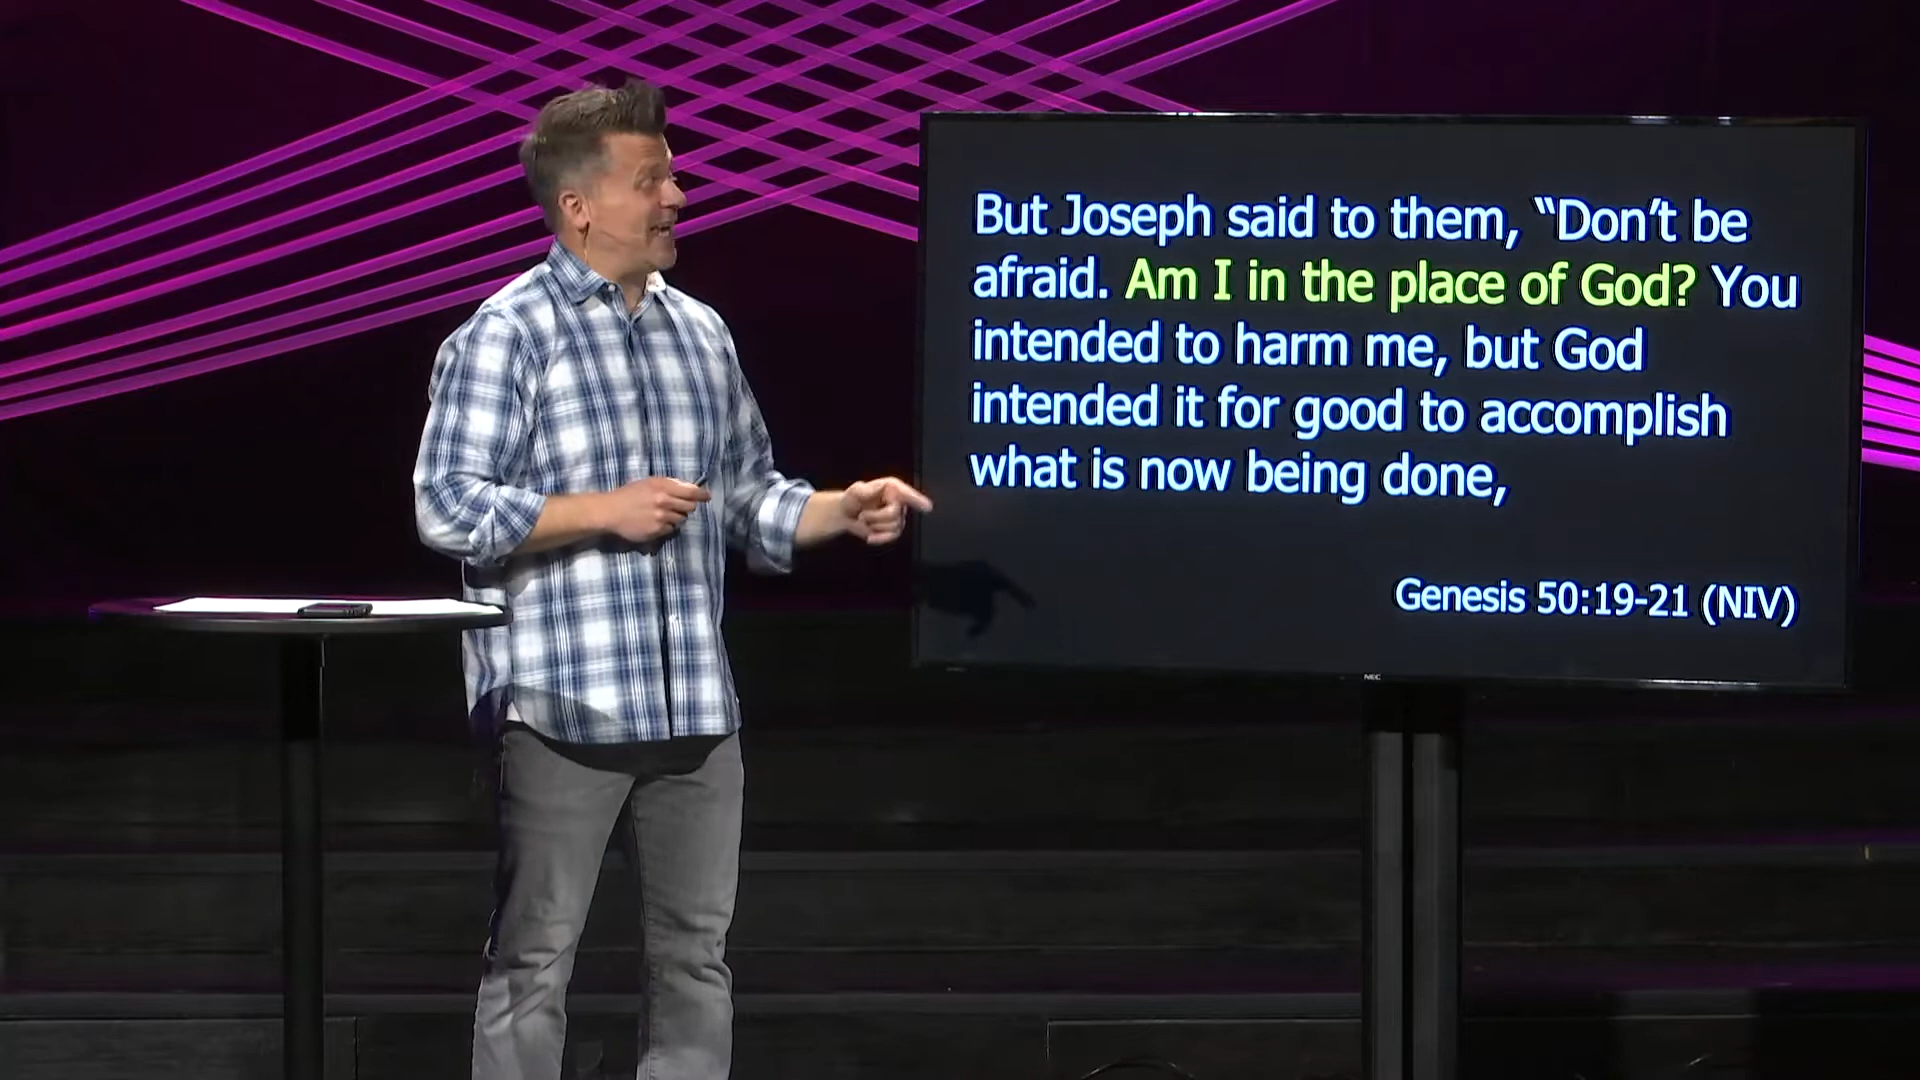 But Joseph said to them, “Don’t be
afraid. Am I in the place of God? You
intended to harm me, but God
intended it for good to accomplish
what is now being done,
Genesis 50:19-21 (NIV)
NEC